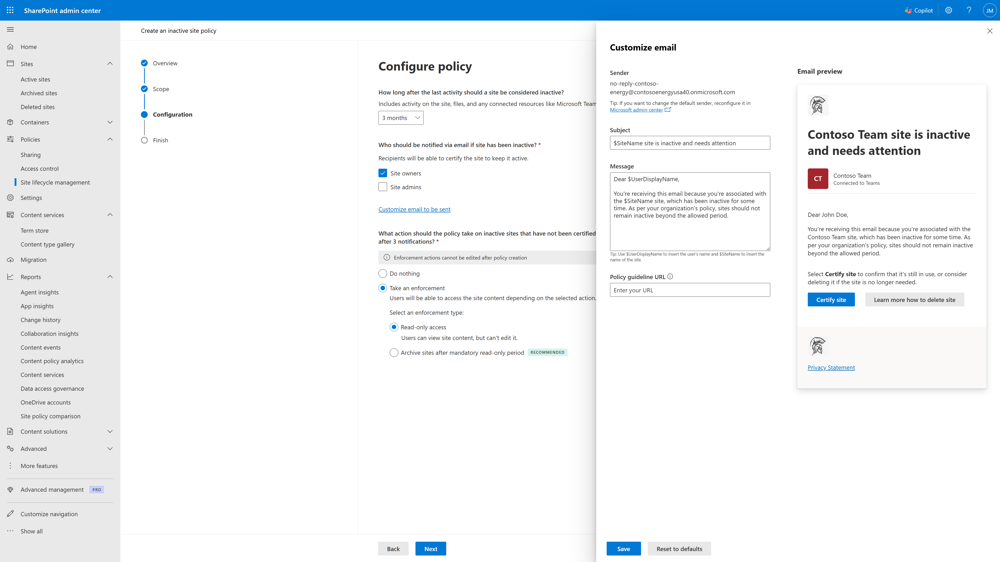 SharePoint admin center
Copilot
JM
Home
Sites
Active sites
Archived sites
Deleted sites
Containers
Policies
Sharing
Access control
Site lifecycle management
Settings
Content services
Term store
Content type gallery
Migration
Reports
Agent insights
App insights
Change history
Collaboration insights
Content events
Content policy analytics
Content services
Data access governance
OneDrive accounts
Site policy comparison
Content solutions
Advanced
More features
Advanced management PRO
Customize navigation
Show all
Create an inactive site policy
Overview
Scope
Configuration
Finish
Configure policy
How long after the last activity should a site be considered inactive?
Includes activity on the site, files, and any connected resources like Microsoft Team
3 months
Who should be notified via email if site has been inactive? *
Recipients will be able to certify the site to keep it active.
Site owners
Site admins
Customize email to be sent
What action should the policy take on inactive sites that have not been certified
after 3 notifications? *
Enforcement actions cannot be edited after policy creation
Do nothing
Take an enforcement
Users will be able to access the site content depending on the selected action.
Select an enforcement type:
Read-only access
Users can view site content, but can't edit it.
Archive sites after mandatory read-only period RECOMMENDED
Back
Next
Customize email
Sender
no-reply-contoso-
energy@contosoenergyusa40.onmicrosoft.com
Tip: If you want to change the default sender, reconfigure it in
Microsoft admin center
Subject
$SiteName site is inactive and needs attention
Message
Dear $UserDisplayName,
You're receiving this email because you're associated with
the $SiteName site, which has been inactive for some
time. As per your organization's policy, sites should not
remain inactive beyond the allowed period.
Tip: Use $UserDisplayName to insert the user's name and $SiteName to insert the
name of the site.
Policy guideline URL
Enter your URL
Save
Reset to defaults
Email preview
Contoso Team site is inactive
and needs attention
CT
Contoso Team
Connected to Teams
Dear John Doe,
You're receiving this email because you're associated with the
Contoso Team site, which has been inactive for some time. As
per your organization's policy, sites should not remain inactive
beyond the allowed period.
Select Certify site to confirm that it's still in use, or consider
deleting it if the site is no longer needed.
Certify site
Learn more how to delete site
Privacy Statement